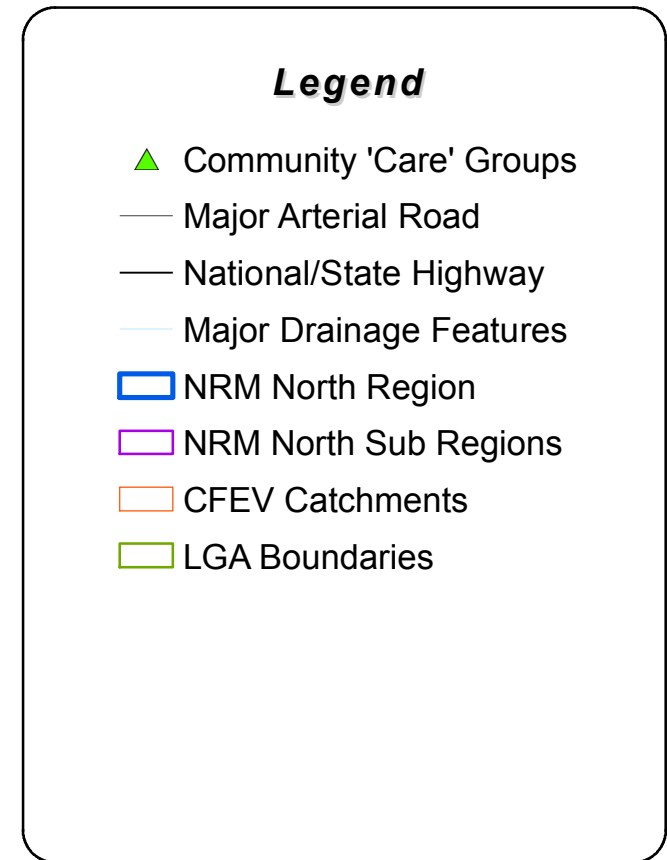 Legend
Community 'Care' Groups
Major Arterial Road
National/State Highway
Major Drainage Features
NRM North Region
NRM North Sub Regions
CFEV Catchments
LGA Boundaries